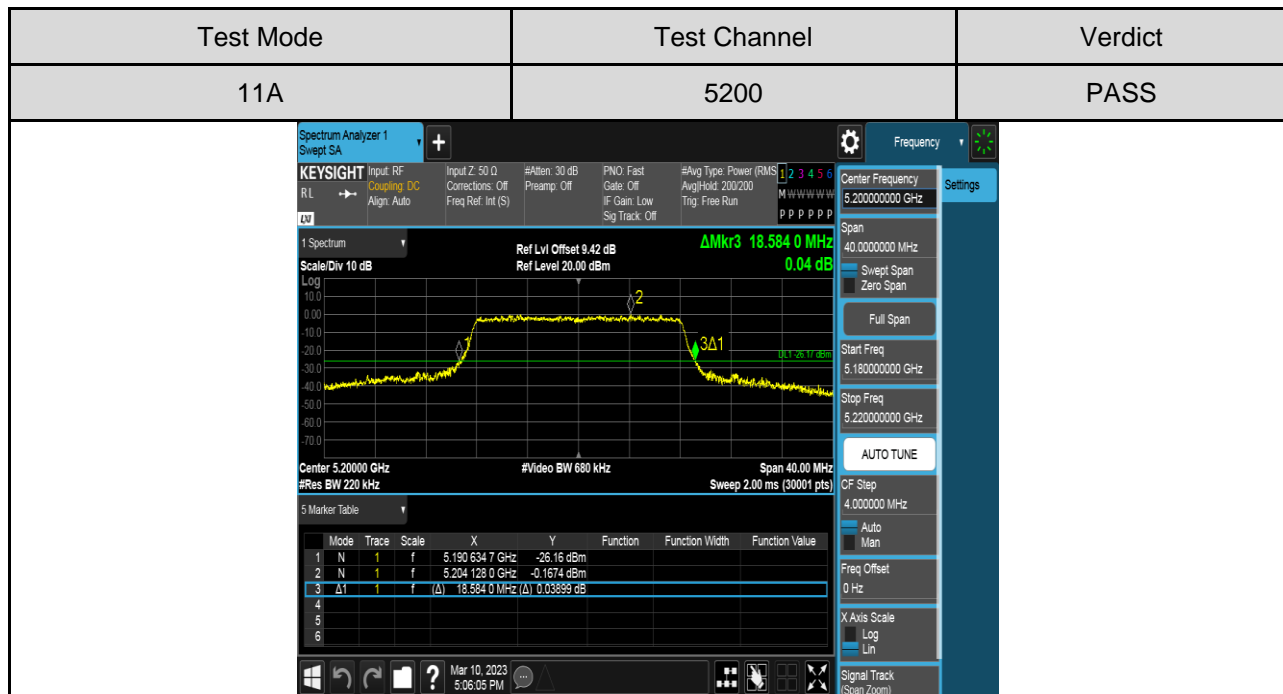 Test Mode Test Channel Verdict
11A 5200 PASS
Spectrum Analyzer 1
Swept SA
+
Frequency
KEYSIGHT
RL
LXI
Input: RF
Coupling: DC
Align: Auto
Input Z: 50 Ω
Corrections: Off
Freq Ref: Int (S)
#Atten: 30 dB
Preamp: Off
PNO: Fast
Gate: Off
IF Gain: Low
Sig Track: Off
#Avg Type: Power (RMS
Avg|Hold: 200/200
Trig: Free Run
1 2 3 4 5 6
M W W W W W
P P P P P P
1 Spectrum
Scale/Div 10 dB
Ref Lvl Offset 9.42 dB
Ref Level 20.00 dBm
ΔMkr3 18.584 0 MHz
0.04 dB
Log
10.0
0.00
-10.0
-20.0
-30.0
-40.0
-50.0
-60.0
-70.0
1
2
3Δ1
DL1 -26.17 dBm
Center 5.20000 GHz
#Video BW 680 kHz
Span 40.00 MHz
#Res BW 220 kHz
Sweep 2.00 ms (30001 pts)
5 Marker Table
Mode Trace Scale X Y Function Function Width Function Value
1 N 1 f 5.190 634 7 GHz -26.16 dBm
2 N 1 f 5.204 128 0 GHz -0.1674 dBm
3 Δ1 1 f (Δ) 18.584 0 MHz (Δ) 0.03899 dB
4
5
6
?
Mar 10, 2023
5:06:05 PM
Center Frequency
5.200000000 GHz
Settings
Span
40.0000000 MHz
Swept Span
Zero Span
Full Span
Start Freq
5.180000000 GHz
Stop Freq
5.220000000 GHz
AUTO TUNE
CF Step
4.000000 MHz
Auto
Man
Freq Offset
0 Hz
X Axis Scale
Log
Lin
Signal Track
(Span Zoom)